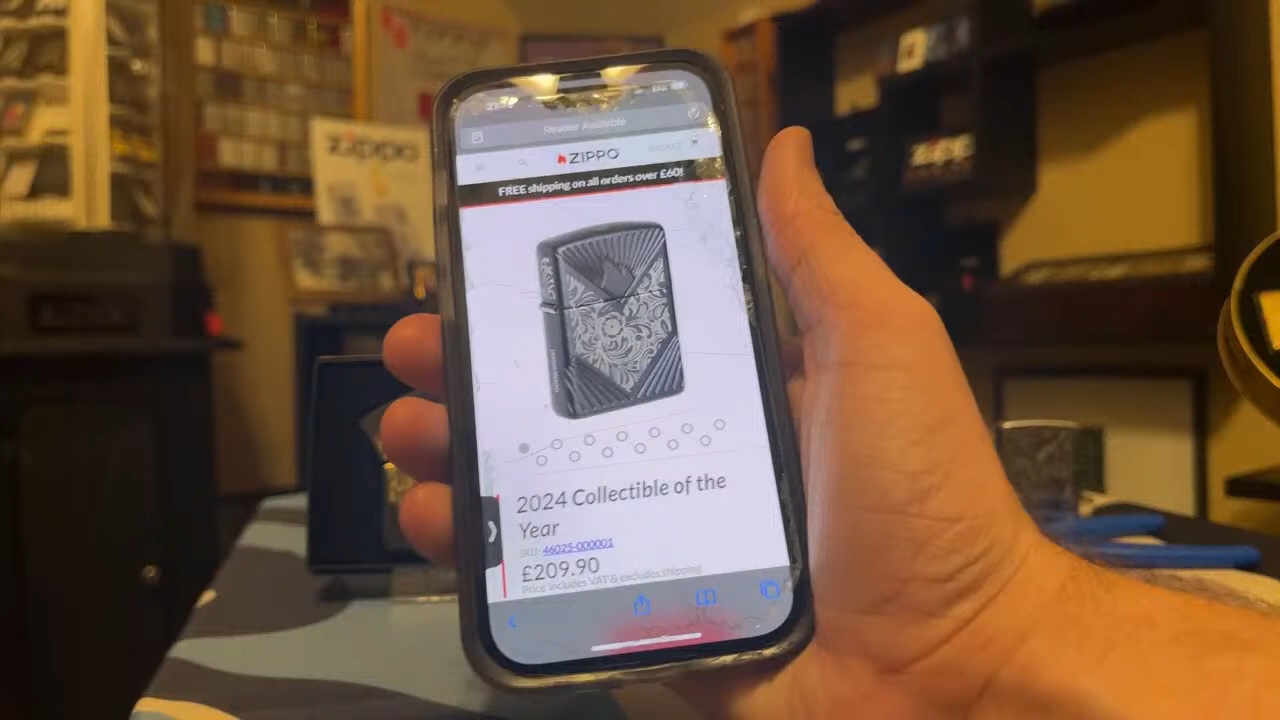 zippo
Reader Available
ZIPPO
BASKET
FREE shipping on all orders over £60!
2024 Collectible of the
Year
SKU: 46025-000001
£209.90
Price includes VAT & excludes shipping.